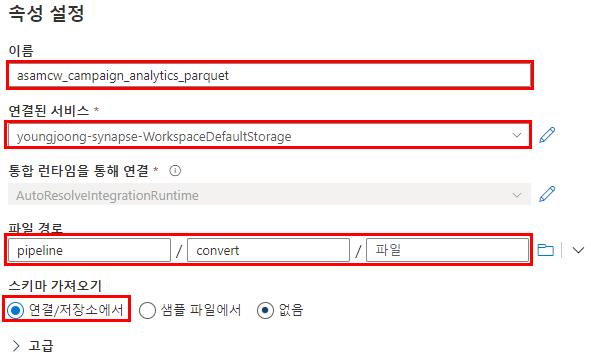 속성 설정
이름
asamcw_campaign_analytics_parquet
연결된 서비스 *
youngjoong-synapse-WorkspaceDefaultStorage
통합 런타임을 통해 연결 *
AutoResolveIntegrationRuntime
파일 경로
pipeline / convert / 파일
스키마 가져오기
연결/저장소에서 샘플 파일에서 없음
고급